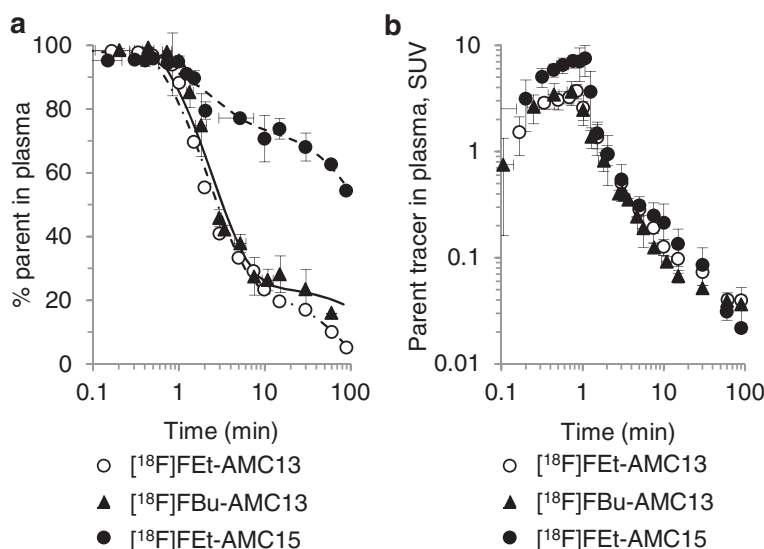 a
100
80
60
40
20
0
% parent in plasma
0.1 1 10 100
Time (min)
[¹⁸F]FEt-AMC13
[¹⁸F]FBu-AMC13
[¹⁸F]FEt-AMC15
b
10
1
0.1
0.01
Parent tracer in plasma, SUV
0.1 1 10 100
Time (min)
[¹⁸F]FEt-AMC13
[¹⁸F]FBu-AMC13
[¹⁸F]FEt-AMC15